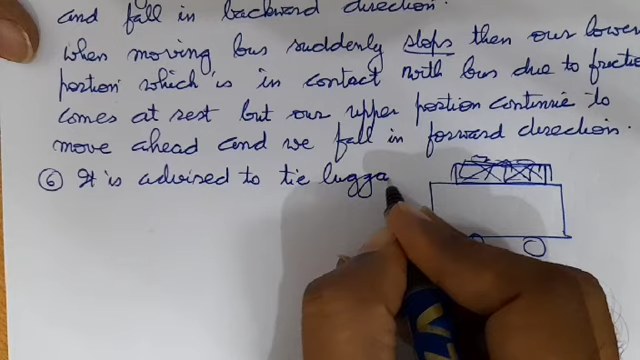 and fall in backward direction.
when moving bus suddenly stops then our lower
portion which is in contact with bus due to frictio
comes at rest but our upper portion continue to
move ahead and we fall in forward direction.
⑥ It is advised to tie lugga